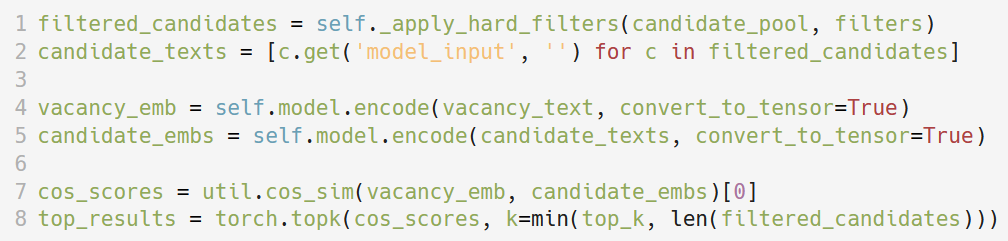 1 filtered_candidates = self._apply_hard_filters(candidate_pool, filters)
2 candidate_texts = [c.get('model_input', '') for c in filtered_candidates]
3
4 vacancy_emb = self.model.encode(vacancy_text, convert_to_tensor=True)
5 candidate_embs = self.model.encode(candidate_texts, convert_to_tensor=True)
6
7 cos_scores = util.cos_sim(vacancy_emb, candidate_embs)[0]
8 top_results = torch.topk(cos_scores, k=min(top_k, len(filtered_candidates)))